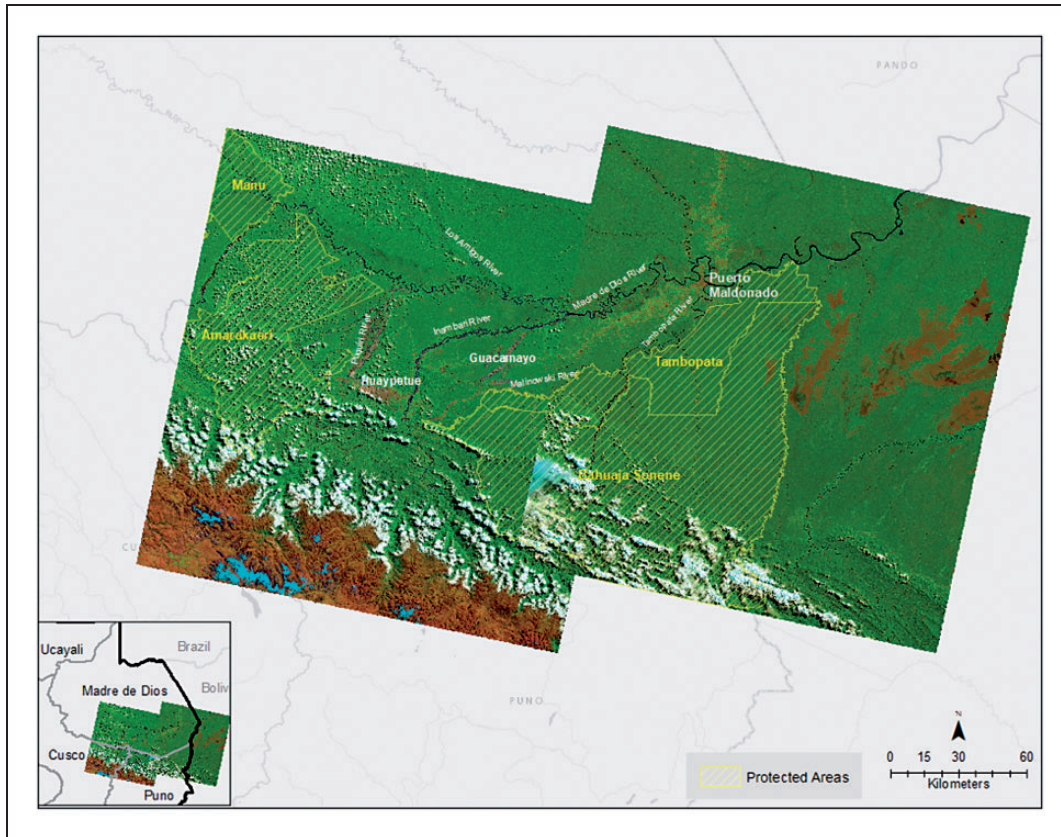 PANDO
Manu
Los Amigos River
Madre de Dios River
Puerto
Maldonado
Inambari River
Tambopata River
Amarakaeri
Puquiri River
Guacamayo
Tambopata
Huaypetue
Malinowski River
Bahuaja Sonene
PUNO
Ucayali
Brazil
Madre de Dios
Boliv
Cusco
Puno
N
0 15 30 60
Kilometers
Protected Areas